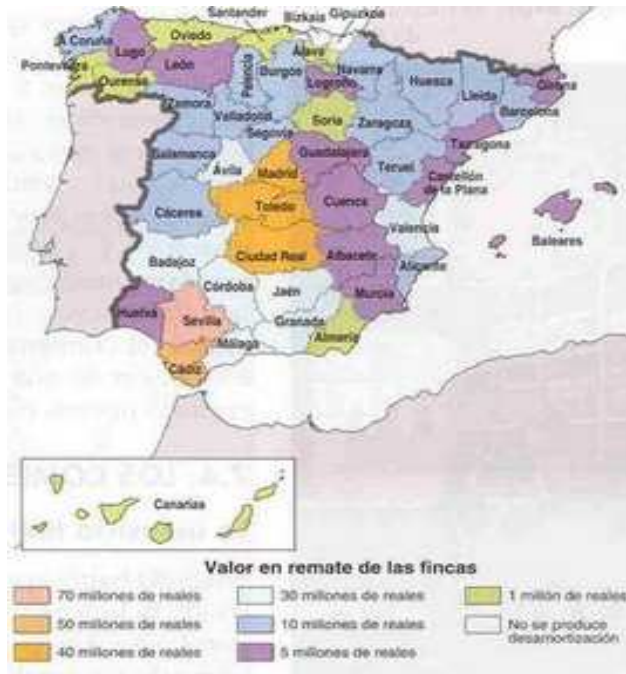 Santander
Bizkaia
Gipuzkoa
A Coruña
Lugo
Oviedo
Pontevedra
Ourense
León
Palencia
Burgos
Álava
Navarra
Logroño
Huesca
Lleida
Girona
Barcelona
Zamora
Valladolid
Soria
Zaragoza
Segovia
Tarragona
Salamanca
Ávila
Madrid
Guadalajara
Teruel
Castellón
de la Plana
Cáceres
Toledo
Cuenca
Valencia
Baleares
Badajoz
Ciudad Real
Albacete
Alicante
Córdoba
Jaén
Murcia
Huelva
Sevilla
Granada
Almería
Málaga
Cádiz
Canarias
Valor en remate de las fincas
70 millones de reales
50 millones de reales
40 millones de reales
30 millones de reales
10 millones de reales
5 millones de reales
1 millón de reales
No se produce
desamortización